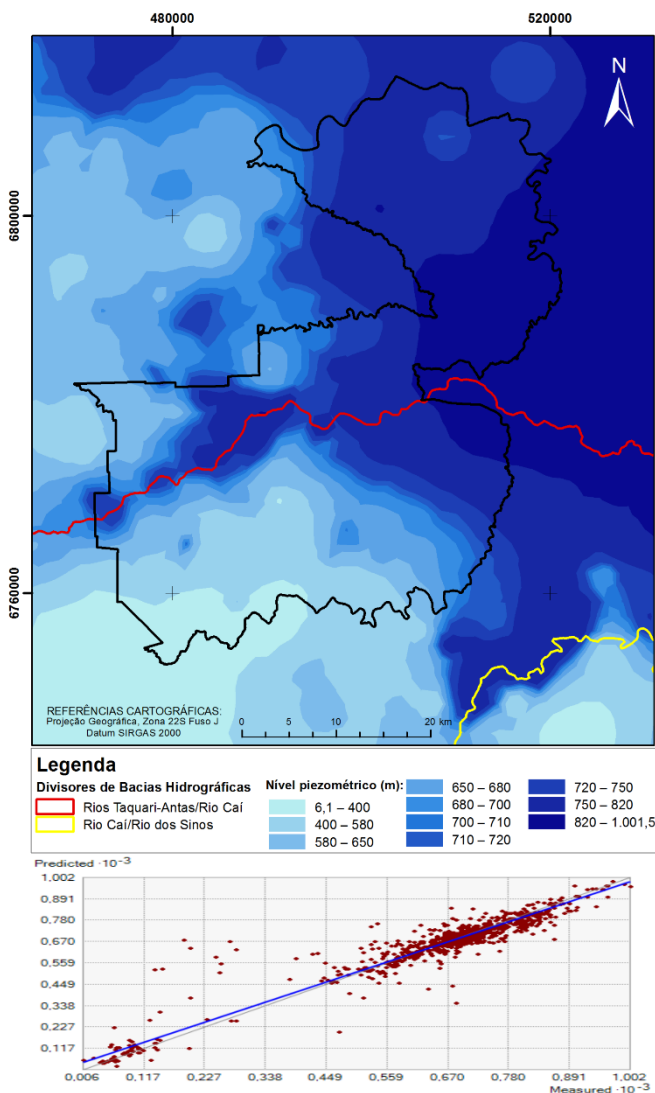 480000 520000
N
6800000
6760000
REFERÊNCIAS CARTOGRÁFICAS:
Projeção Geográfica, Zona 22S Fuso J
Datum SIRGAS 2000
0 5 10 20 km
Legenda
Divisores de Bacias Hidrográficas
Rios Taquari-Antas/Rio Caí
Rio Caí/Rio dos Sinos
Nível piezométrico (m):
6,1 – 400
400 – 580
580 – 650
650 – 680
680 – 700
700 – 710
710 – 720
720 – 750
750 – 820
820 – 1.001,5
Predicted ·10⁻³
1.002
0,891
0,780
0,670
0,559
0,449
0,338
0,227
0,117
0,006 0,117 0,227 0,338 0,449 0,559 0,670 0,780 0,891 1,002
Measured ·10⁻³